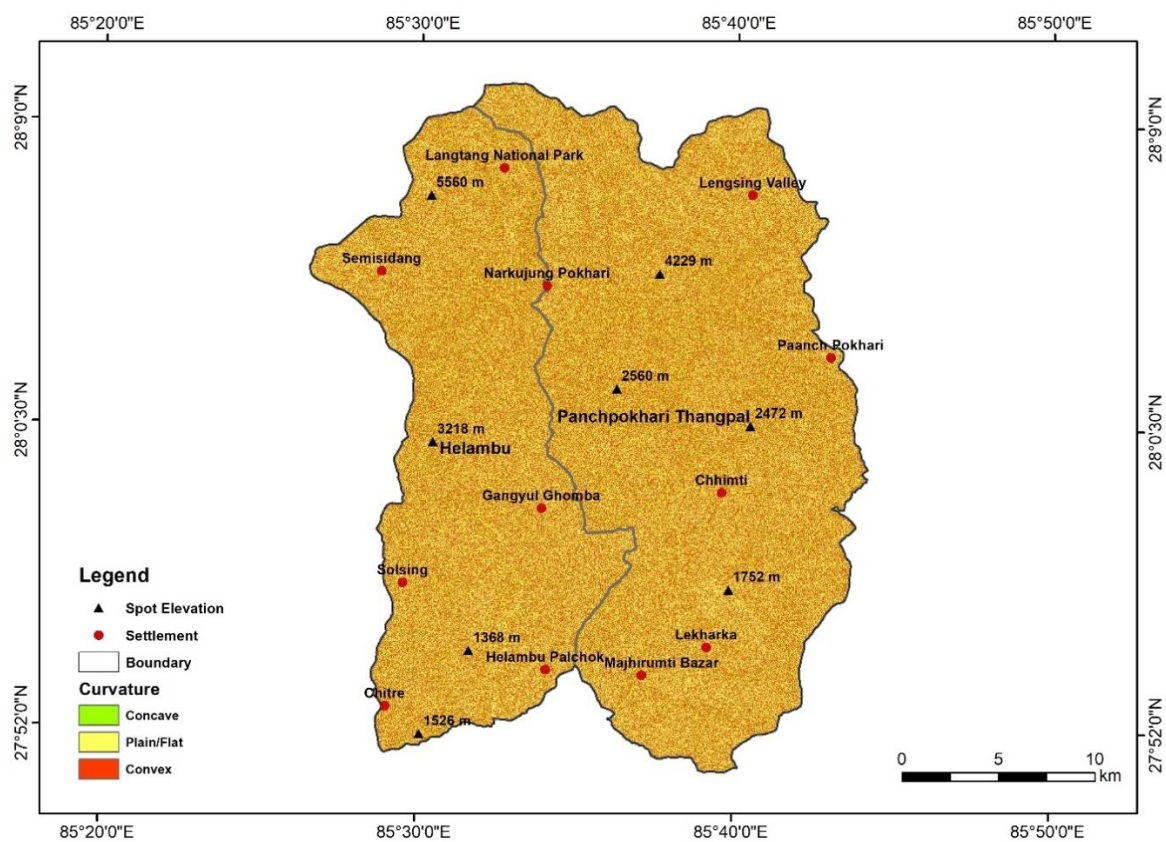 85°20'0"E
85°30'0"E
85°40'0"E
85°50'0"E
28°9'0"N
28°9'0"N
Langtang National Park
5560 m
Lengsing Valley
Semisidang
4229 m
Narkujung Pokhari
Paanch Pokhari
2560 m
28°0'30"N
28°0'30"N
Panchpokhari Thangpal
2472 m
3218 m
Helambu
Chhimti
Gangyul Ghomba
Legend
Spot Elevation
Settlement
Boundary
Curvature
Concave
Plain/Flat
Convex
Solsing
1752 m
1368 m
Lekharka
Helambu Palchok
Majhirumti Bazar
Chitre
1526 m
27°52'0"N
27°52'0"N
0
5
10
km
85°20'0"E
85°30'0"E
85°40'0"E
85°50'0"E